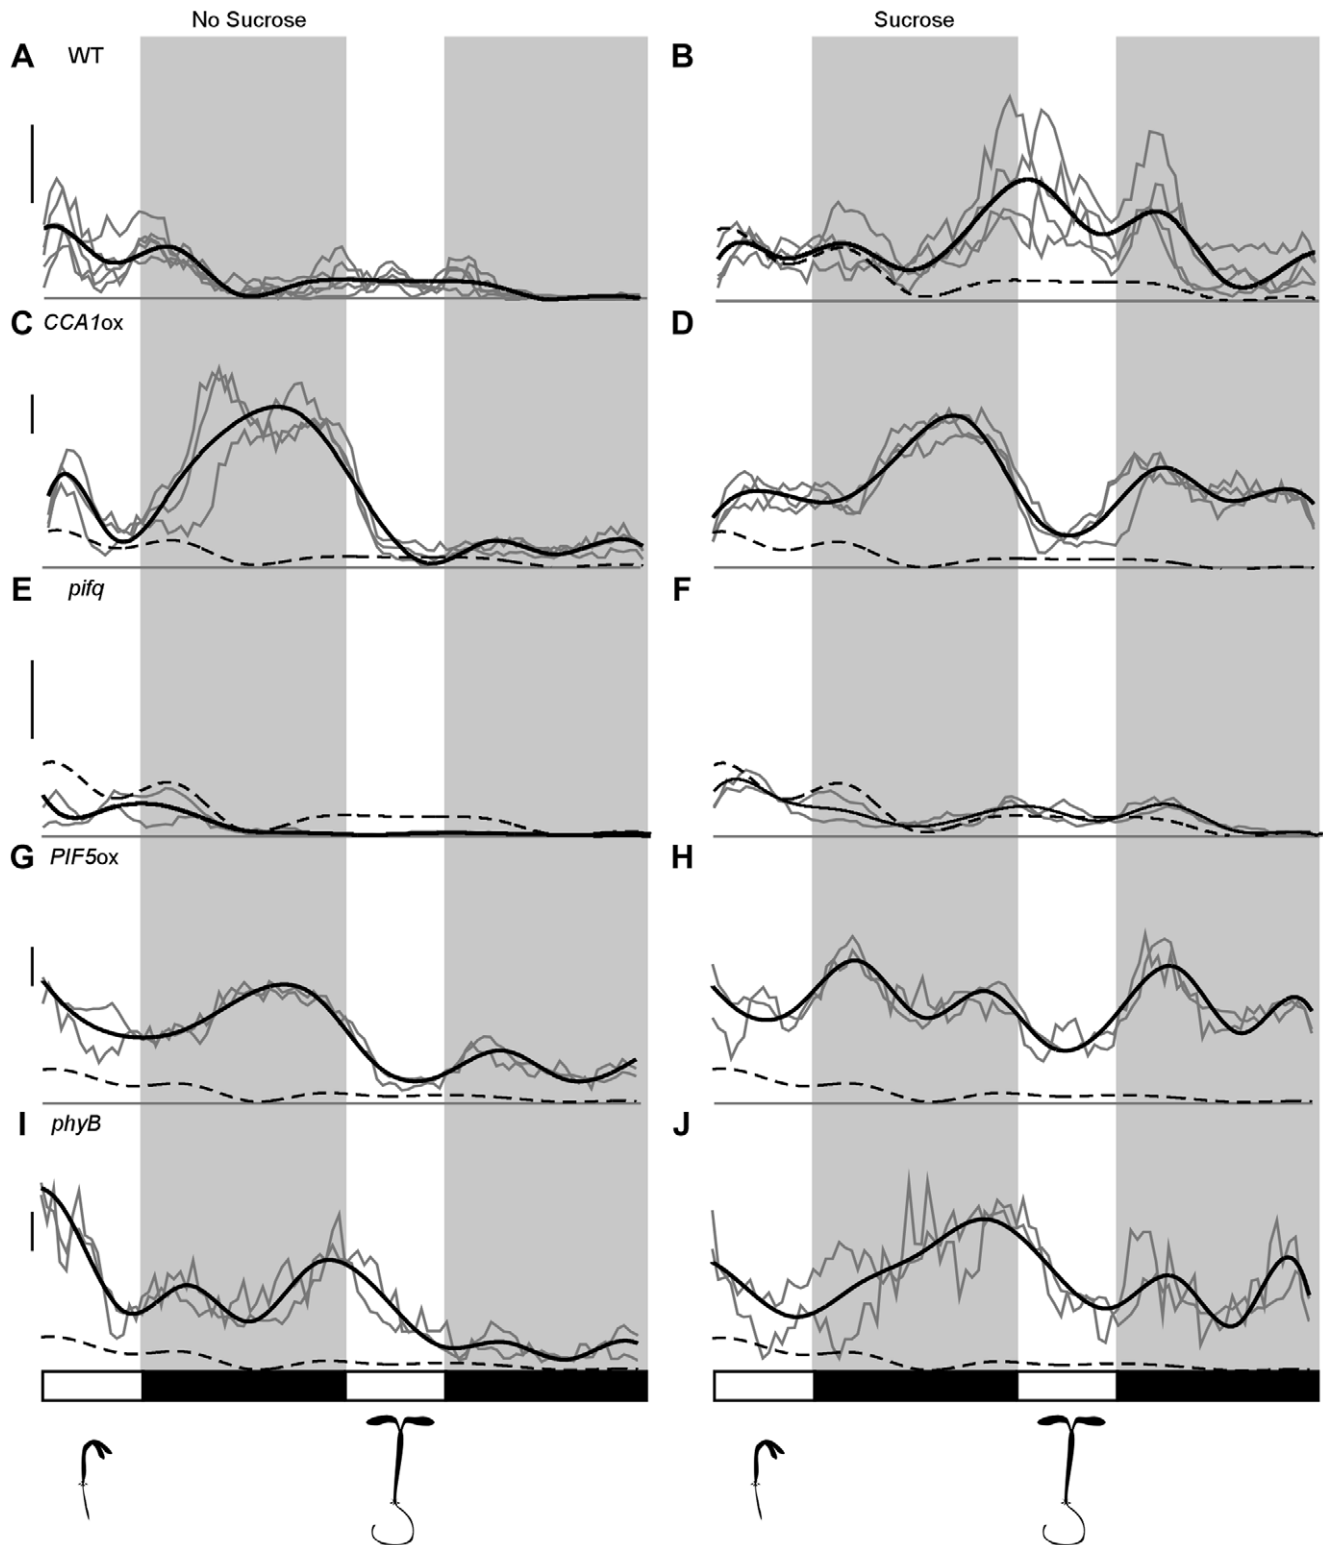 No Sucrose Sucrose
A WT B
C CCA1ox D
E pifq F
G PIF5ox H
I phyB J